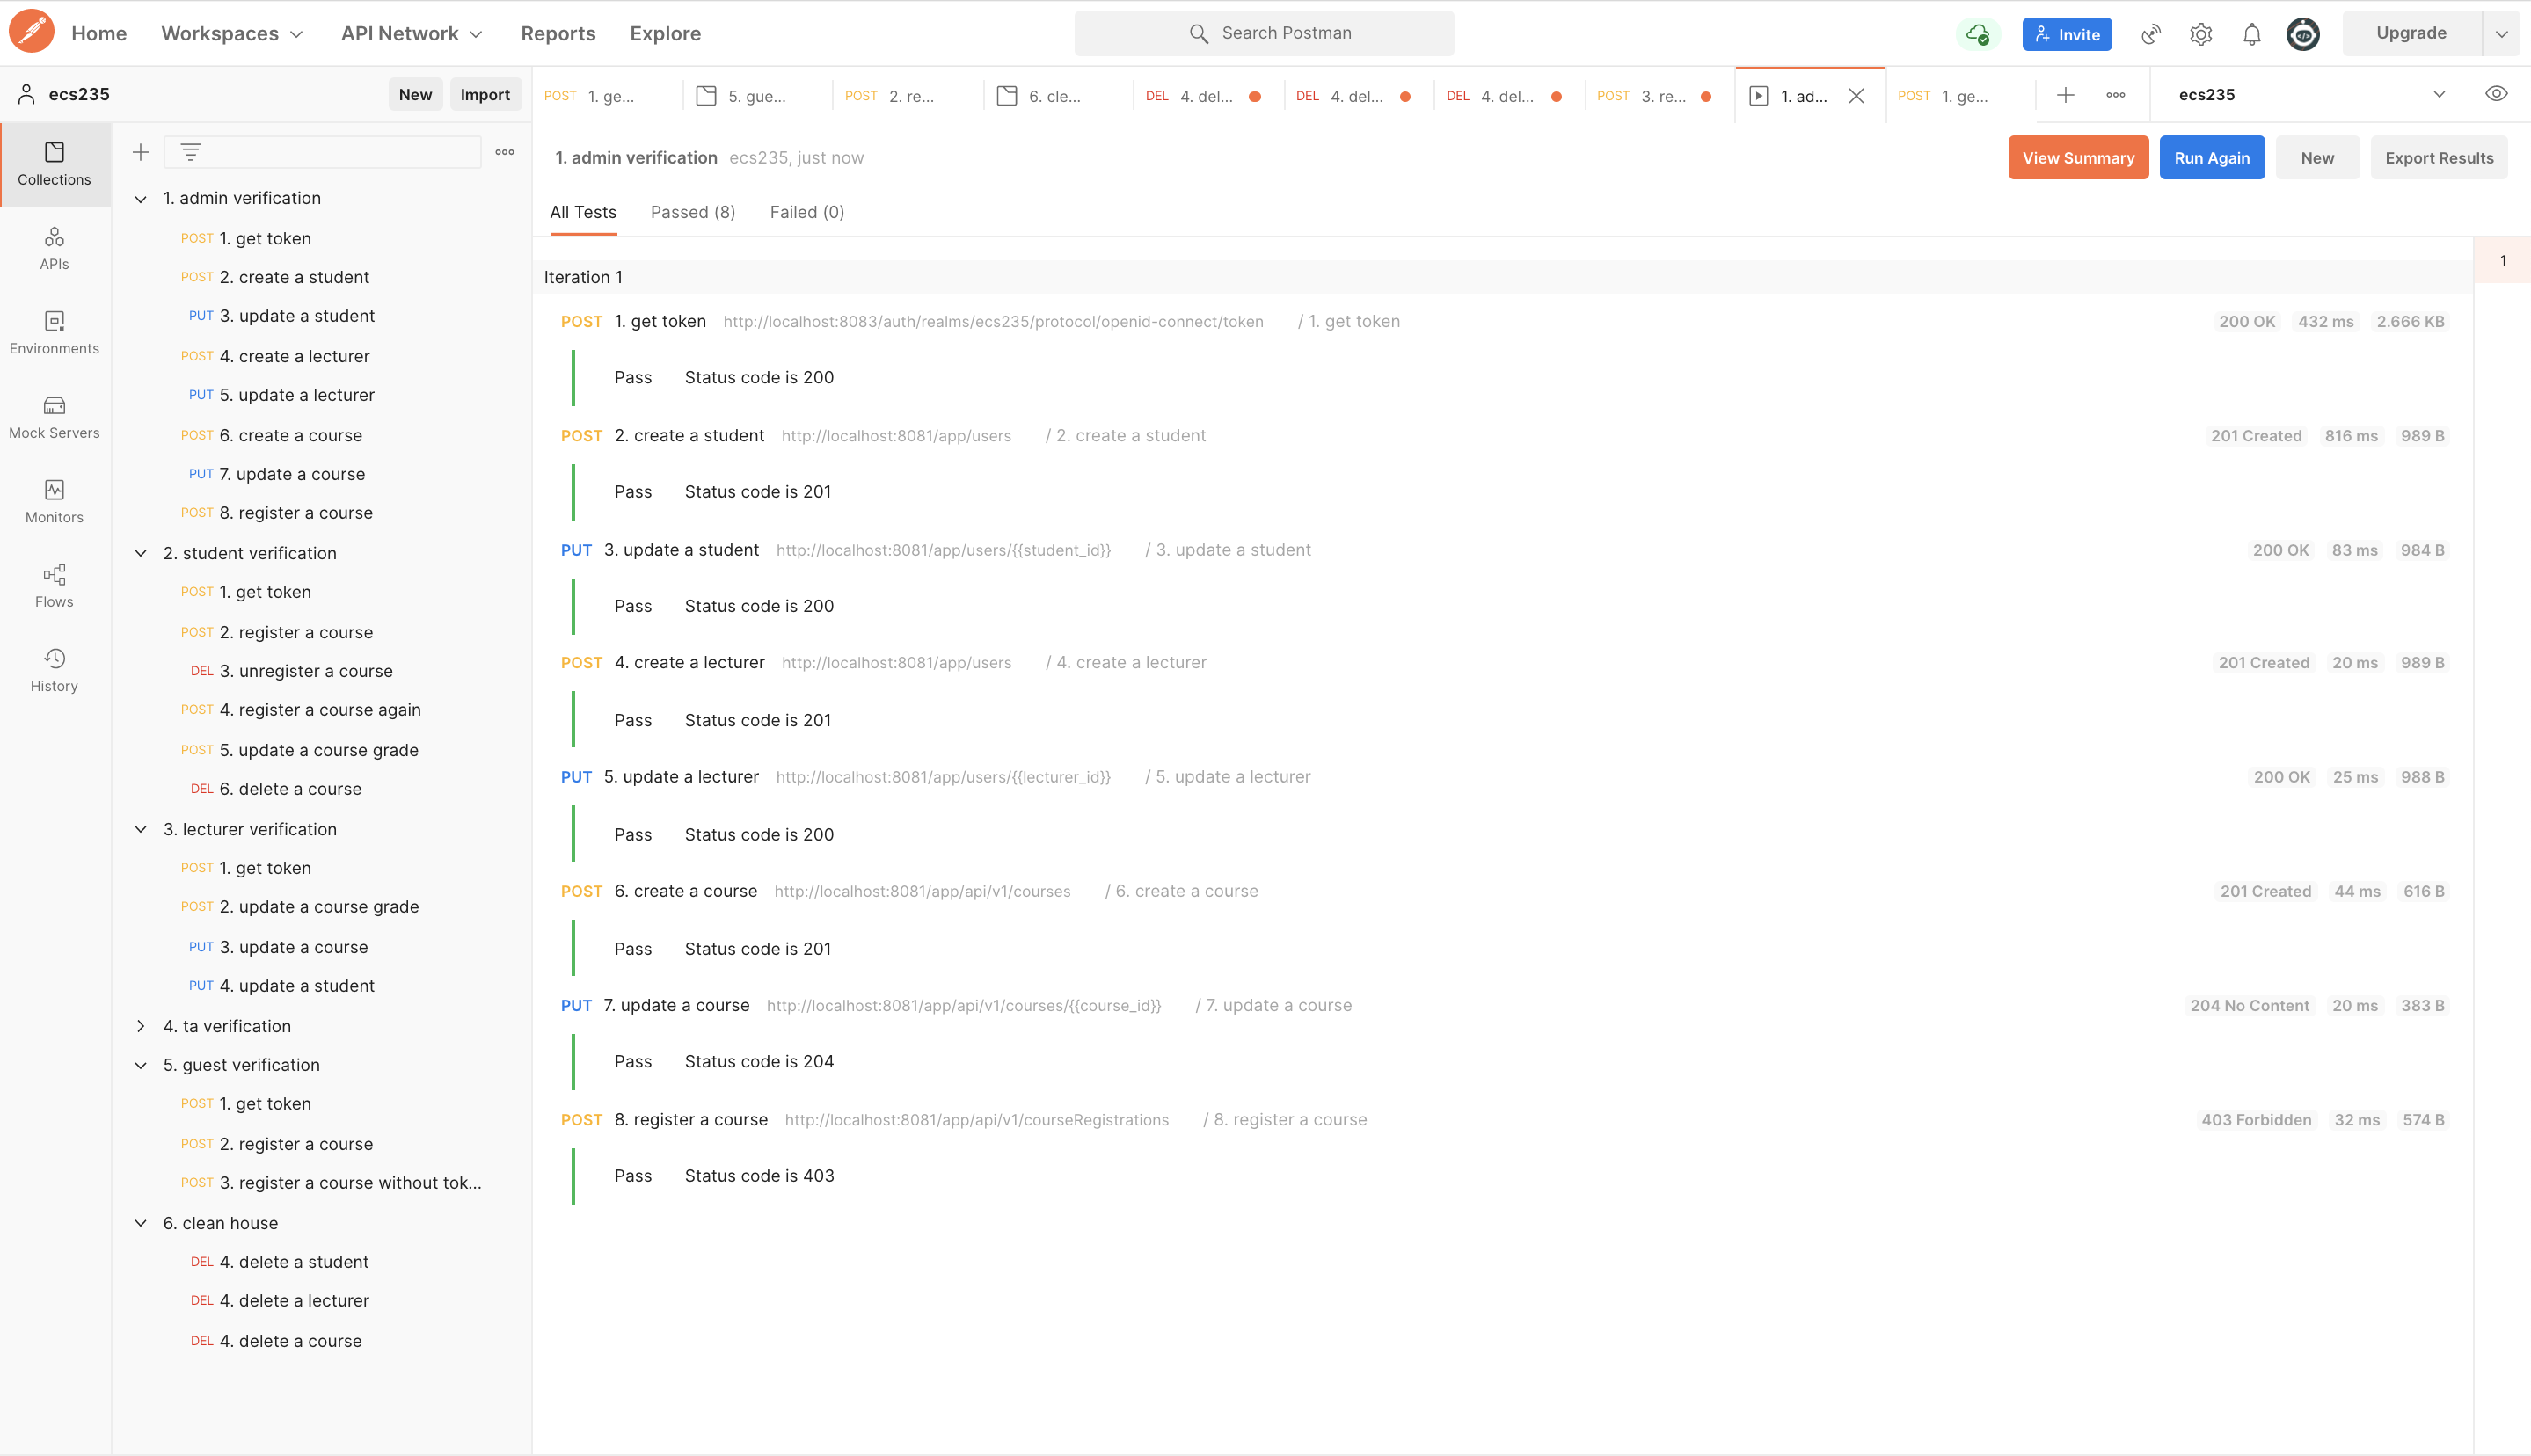 Home Workspaces API Network Reports Explore Search Postman Invite Upgrade
ecs235 New Import
POST 1. ge... 5. gue... POST 2. re... 6. cle... DEL 4. del... DEL 4. del... DEL 4. del... POST 3. re... 1. ad... POST 1. ge... ecs235
Collections
APIs
Environments
Mock Servers
Monitors
Flows
History
1. admin verification
POST 1. get token
POST 2. create a student
PUT 3. update a student
POST 4. create a lecturer
PUT 5. update a lecturer
POST 6. create a course
PUT 7. update a course
POST 8. register a course
2. student verification
POST 1. get token
POST 2. register a course
DEL 3. unregister a course
POST 4. register a course again
POST 5. update a course grade
DEL 6. delete a course
3. lecturer verification
POST 1. get token
POST 2. update a course grade
PUT 3. update a course
PUT 4. update a student
4. ta verification
5. guest verification
POST 1. get token
POST 2. register a course
POST 3. register a course without tok...
6. clean house
DEL 4. delete a student
DEL 4. delete a lecturer
DEL 4. delete a course
1. admin verification ecs235, just now View Summary Run Again New Export Results
All Tests Passed (8) Failed (0)
Iteration 1
1
POST 1. get token http://localhost:8083/auth/realms/ecs235/protocol/openid-connect/token / 1. get token 200 OK 432 ms 2.666 KB
Pass Status code is 200
POST 2. create a student http://localhost:8081/app/users / 2. create a student 201 Created 816 ms 989 B
Pass Status code is 201
PUT 3. update a student http://localhost:8081/app/users/{{student_id}} / 3. update a student 200 OK 83 ms 984 B
Pass Status code is 200
POST 4. create a lecturer http://localhost:8081/app/users / 4. create a lecturer 201 Created 20 ms 989 B
Pass Status code is 201
PUT 5. update a lecturer http://localhost:8081/app/users/{{lecturer_id}} / 5. update a lecturer 200 OK 25 ms 988 B
Pass Status code is 200
POST 6. create a course http://localhost:8081/app/api/v1/courses / 6. create a course 201 Created 44 ms 616 B
Pass Status code is 201
PUT 7. update a course http://localhost:8081/app/api/v1/courses/{{course_id}} / 7. update a course 204 No Content 20 ms 383 B
Pass Status code is 204
POST 8. register a course http://localhost:8081/app/api/v1/courseRegistrations / 8. register a course 403 Forbidden 32 ms 574 B
Pass Status code is 403